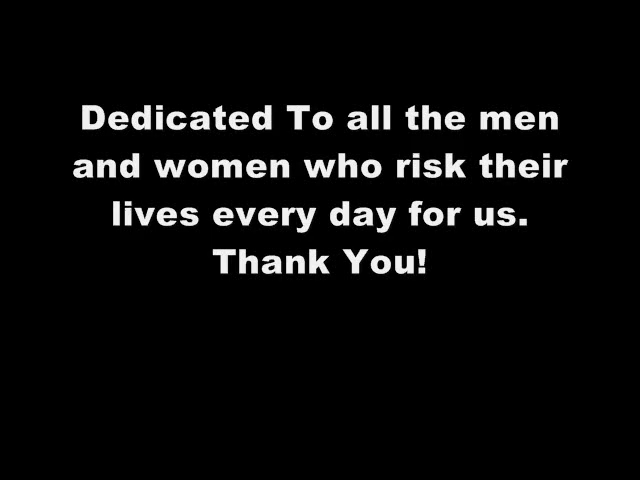 Dedicated To all the men
and women who risk their
lives every day for us.
Thank You!